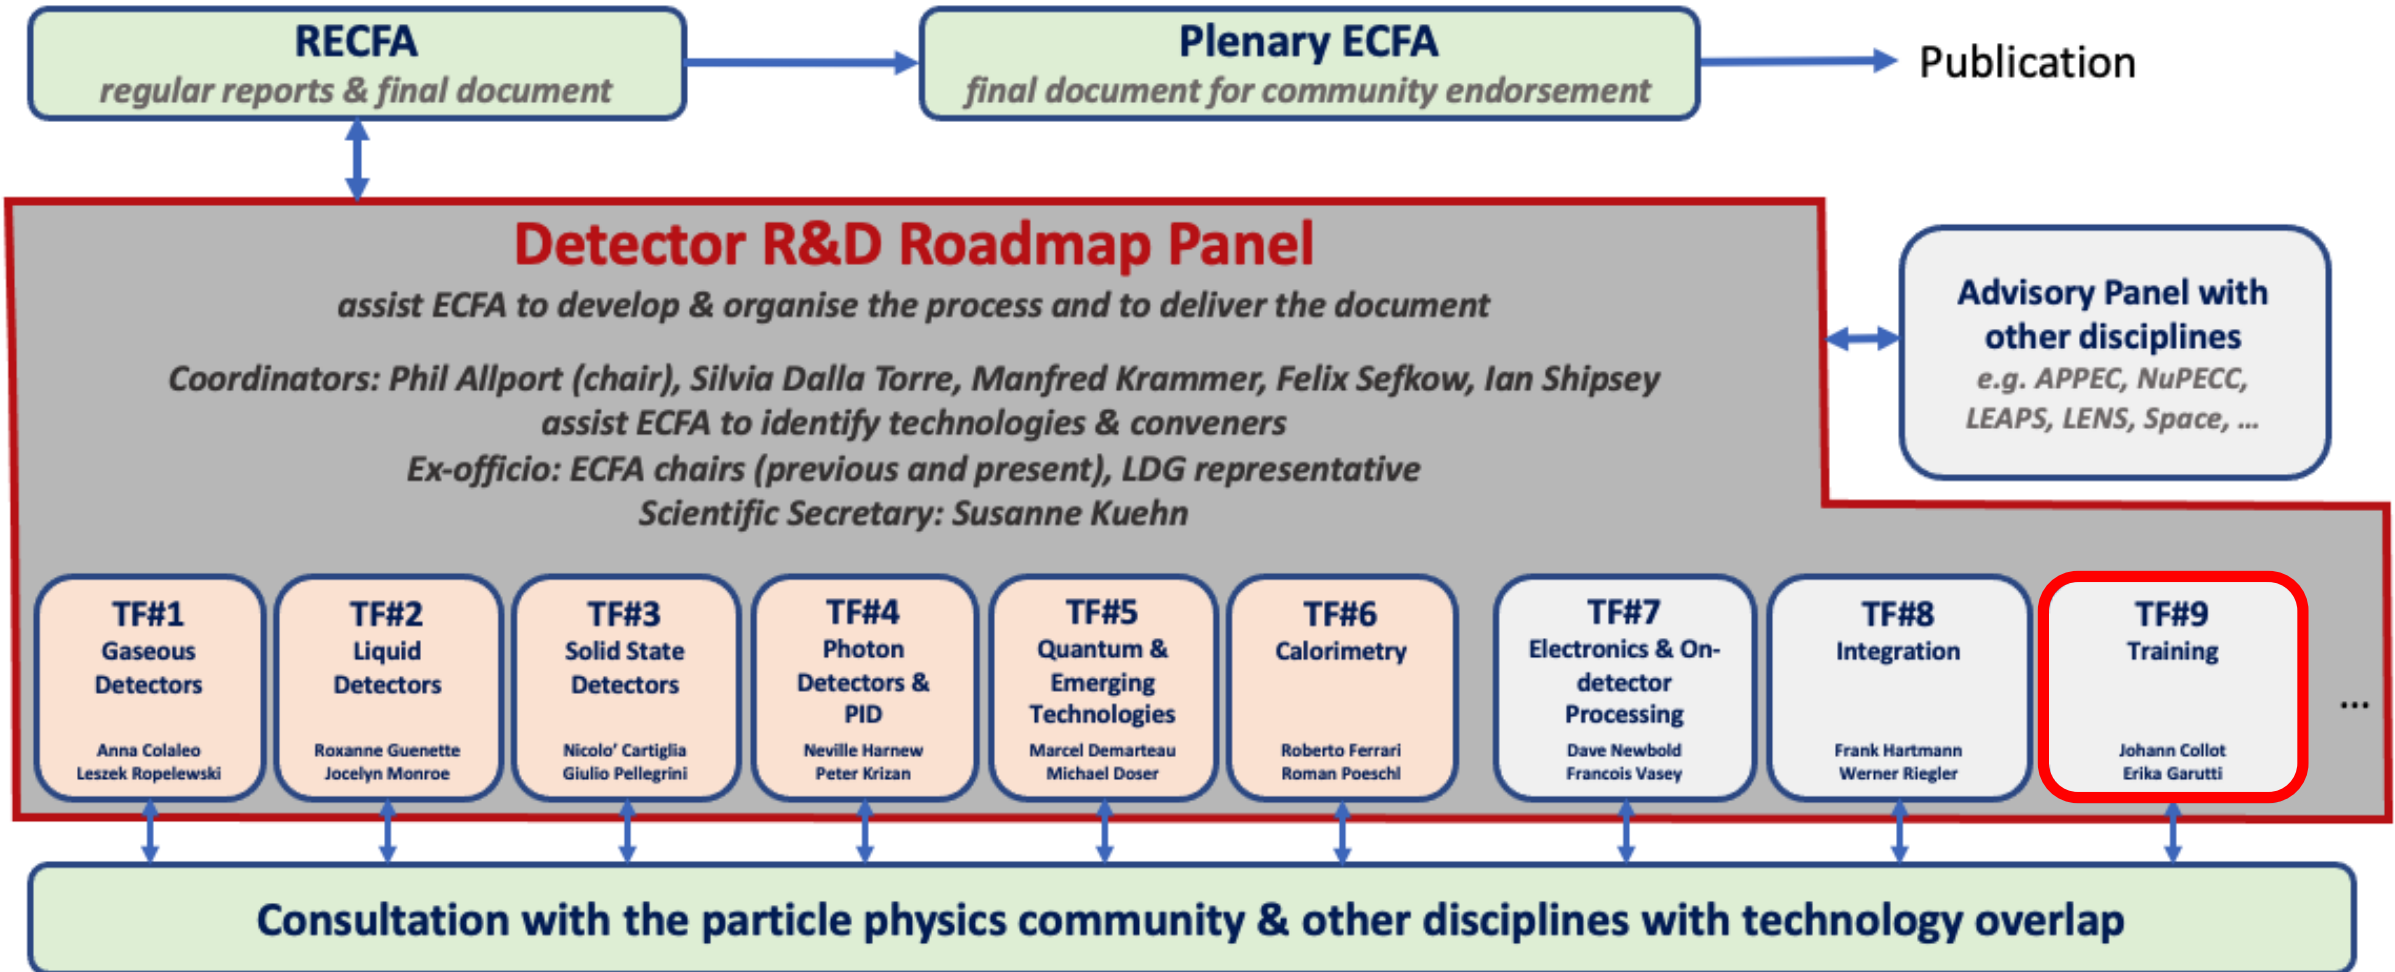 RECFA
regular reports & final document
Plenary ECFA
final document for community endorsement
Publication
Detector R&D Roadmap Panel
assist ECFA to develop & organise the process and to deliver the document
Coordinators: Phil Allport (chair), Silvia Dalla Torre, Manfred Krammer, Felix Sefkow, Ian Shipsey
assist ECFA to identify technologies & conveners
Ex-officio: ECFA chairs (previous and present), LDG representative
Scientific Secretary: Susanne Kuehn
Advisory Panel with
other disciplines
e.g. APPEC, NuPECC,
LEAPS, LENS, Space, ...
TF#1
Gaseous
Detectors
Anna Colaleo
Leszek Ropelewski
TF#2
Liquid
Detectors
Roxanne Guenette
Jocelyn Monroe
TF#3
Solid State
Detectors
Nicolo' Cartiglia
Giulio Pellegrini
TF#4
Photon
Detectors &
PID
Neville Harnew
Peter Krizan
TF#5
Quantum &
Emerging
Technologies
Marcel Demarteau
Michael Doser
TF#6
Calorimetry
Roberto Ferrari
Roman Poeschl
TF#7
Electronics & On-
detector
Processing
Dave Newbold
Francois Vasey
TF#8
Integration
Frank Hartmann
Werner Riegler
TF#9
Training
Johann Collot
Erika Garutti
...
Consultation with the particle physics community & other disciplines with technology overlap